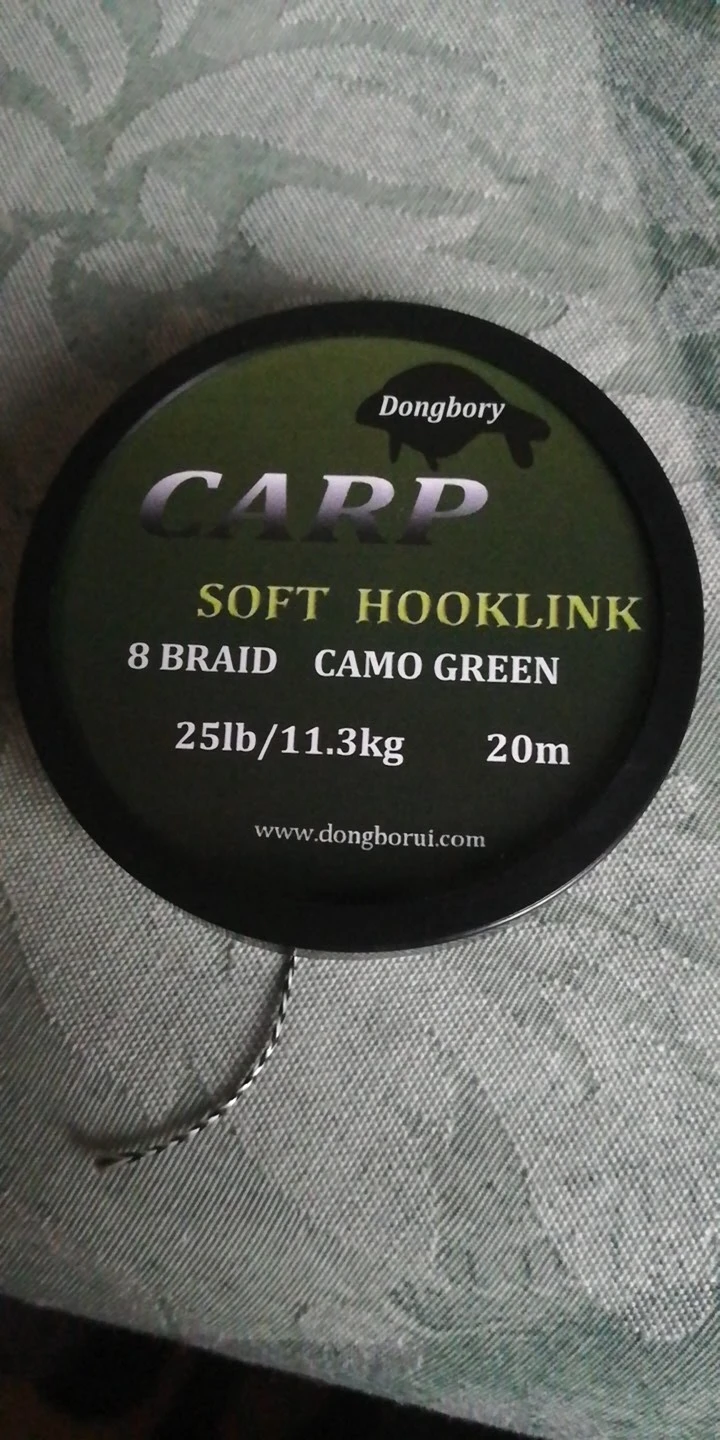 Dongbory
CARP
SOFT HOOKLINK
8 BRAID CAMO GREEN
25lb/11.3kg 20m
www.dongborui.com